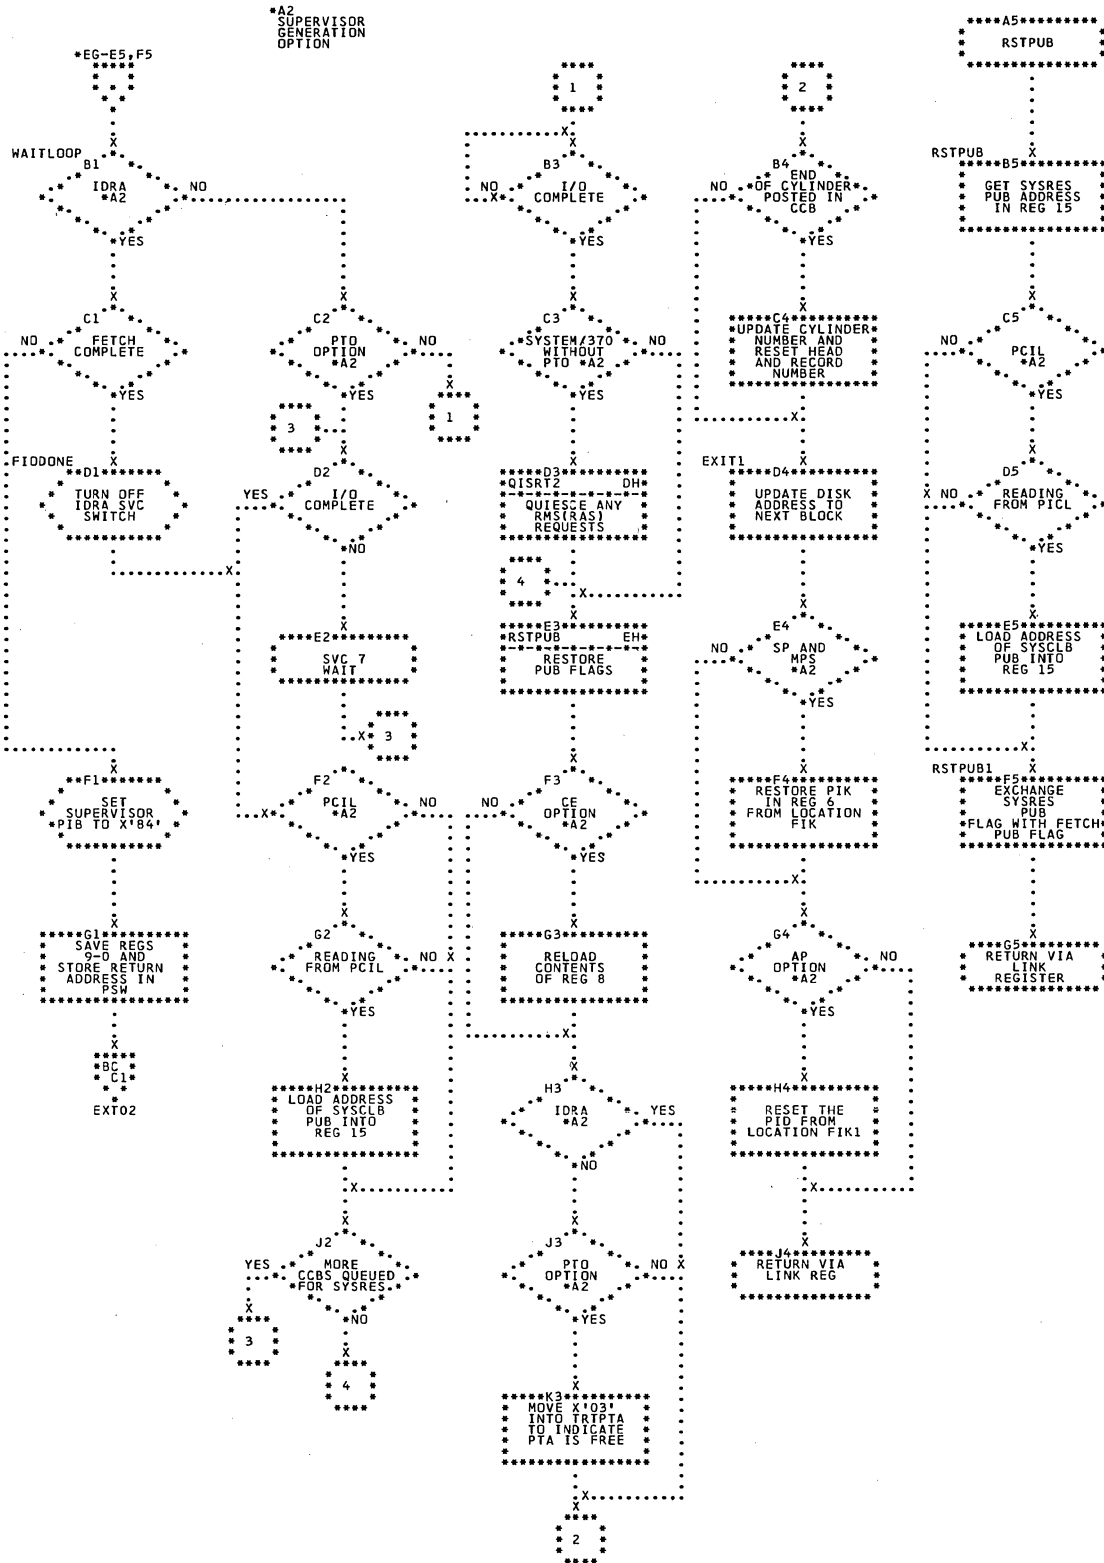 *A2
SUPERVISOR
GENERATION
OPTION
*EG-E5,F5
WAITLOOP
B1
IDRA
*A2
NO
YES
C1
NO
FETCH
COMPLETE
YES
FIODONE
D1
TURN OFF
IDRA SVC
SWITCH
F1
SET
SUPERVISOR
PIB TO X'84'
G1
SAVE REGS
9-0 AND
STORE RETURN
ADDRESS IN
PSW
BC
C1
EXT02
C2
PTO
OPTION
*A2
NO
YES
1
3
D2
YES
I/O
COMPLETE
NO
E2
SVC 7
WAIT
3
F2
PCIL
*A2
NO
YES
G2
READING
FROM PCIL
NO
YES
H2
LOAD ADDRESS
OF SYSCLB
PUB INTO
REG 15
J2
YES
MORE
CCBS QUEUED
FOR SYSRES
NO
3
4
1
B3
NO
I/O
COMPLETE
YES
C3
SYSTEM/370
WITHOUT
PTO *A2
NO
YES
D3
QISRT2 DH
QUIESCE ANY
RMS(RAS)
REQUESTS
4
E3
RSTPUB EH
RESTORE
PUB FLAGS
F3
NO
CE
OPTION
*A2
YES
G3
RELOAD
CONTENTS
OF REG 8
H3
IDRA
*A2
YES
NO
J3
PTO
OPTION
*A2
NO
YES
K3
MOVE X'03'
INTO TRTPTA
TO INDICATE
PTA IS FREE
2
2
B4
NO
END
OF CYLINDER
POSTED IN
CCB
YES
C4
UPDATE CYLINDER
NUMBER AND
RESET HEAD
AND RECORD
NUMBER
EXIT1
D4
UPDATE DISK
ADDRESS TO
NEXT BLOCK
E4
NO
SP AND
MPS
*A2
YES
F4
RESTORE PIK
IN REG 6
FROM LOCATION
FIK
G4
AP
OPTION
*A2
NO
YES
H4
RESET THE
PID FROM
LOCATION FIK1
J4
RETURN VIA
LINK REG
A5
RSTPUB
RSTPUB
B5
GET SYSRES
PUB ADDRESS
IN REG 15
C5
NO
PCIL
*A2
YES
D5
NO
READING
FROM PICL
YES
E5
LOAD ADDRESS
OF SYSCLB
PUB INTO
REG 15
RSTPUB1
F5
EXCHANGE
SYSRES
PUB
FLAG WITH FETCH
PUB FLAG
G5
RETURN VIA
LINK
REGISTER